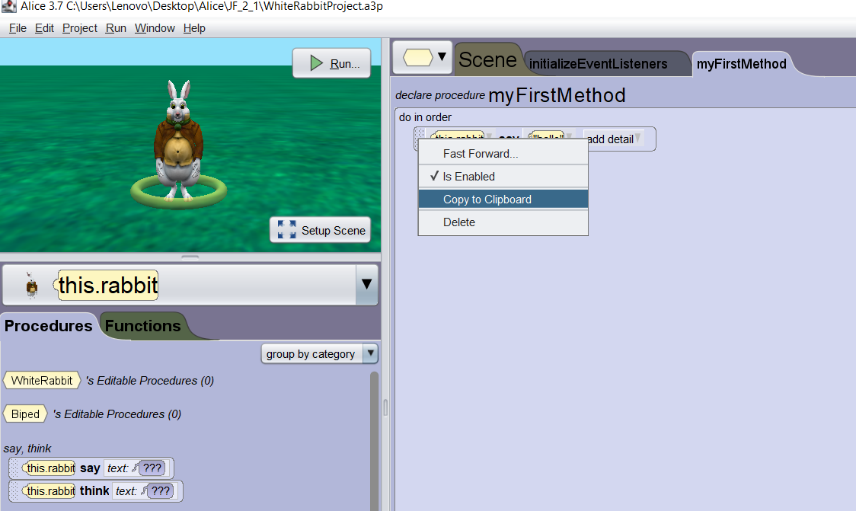 Alice 3.7 C:\Users\Lenovo\Desktop\Alice\JF_2_1\WhiteRabbitProject.a3p
File Edit Project Run Window Help
Run...
Setup Scene
this.rabbit
Procedures Functions
group by category
WhiteRabbit 's Editable Procedures (0)
Biped 's Editable Procedures (0)
say, think
this.rabbit say text: ???
this.rabbit think text: ???
Scene initializeEventListeners myFirstMethod
declare procedure myFirstMethod
do in order
this.rabbit say "hello" add detail
Fast Forward...
Is Enabled
Copy to Clipboard
Delete